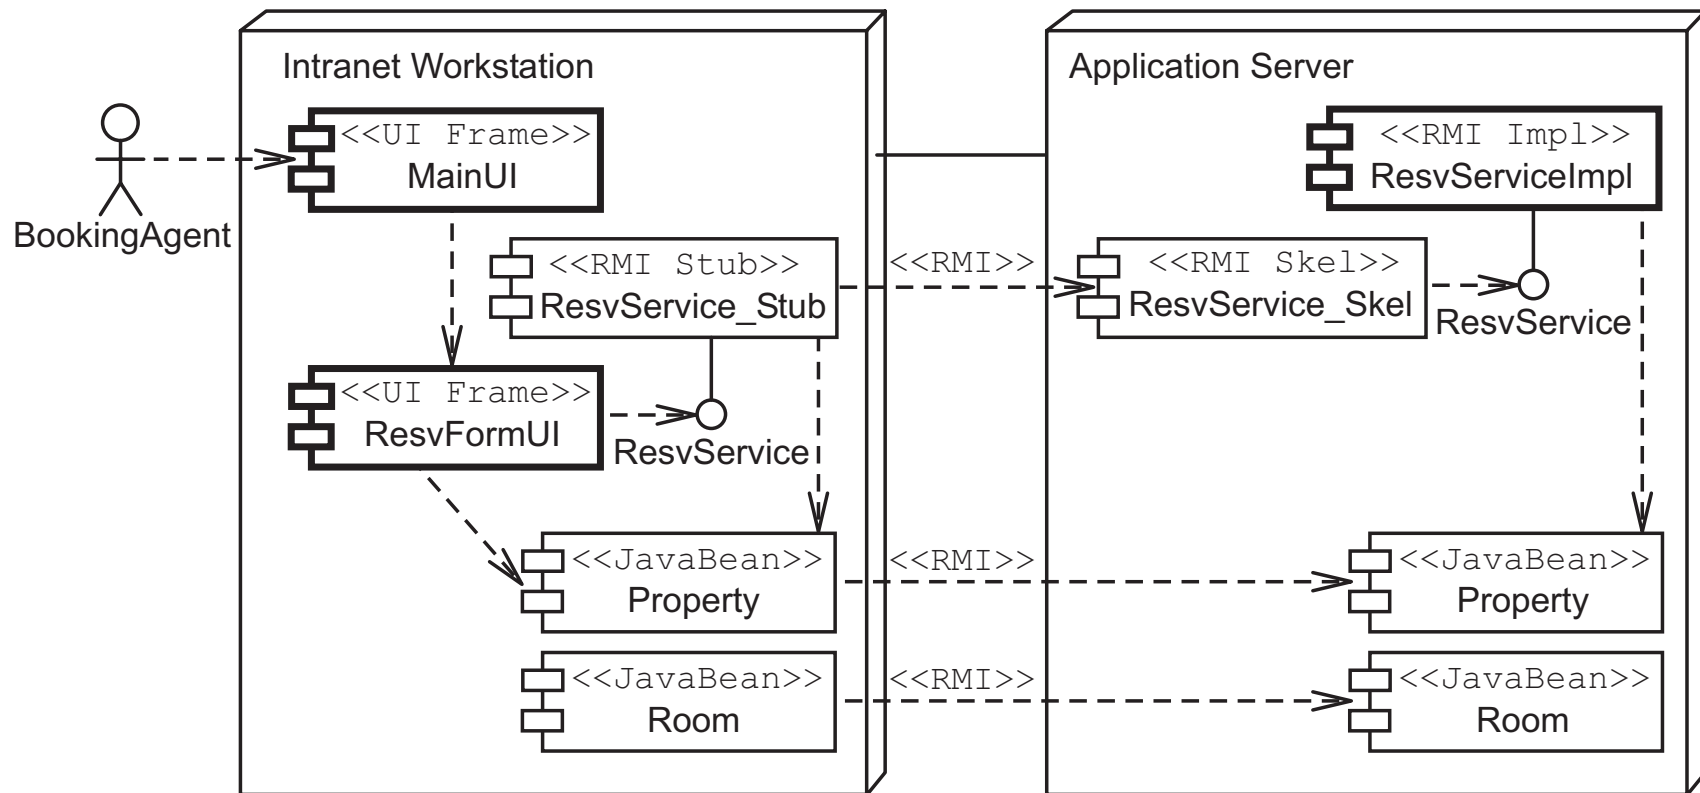 Intranet Workstation
Application Server
<<UI Frame>>
MainUI
<<RMI Impl>>
ResvServiceImpl
BookingAgent
<<RMI Stub>>
ResvService_Stub
<<RMI>>
<<RMI Skel>>
ResvService_Skel
ResvService
<<UI Frame>>
ResvFormUI
ResvService
<<JavaBean>>
Property
<<RMI>>
<<JavaBean>>
Property
<<JavaBean>>
Room
<<RMI>>
<<JavaBean>>
Room